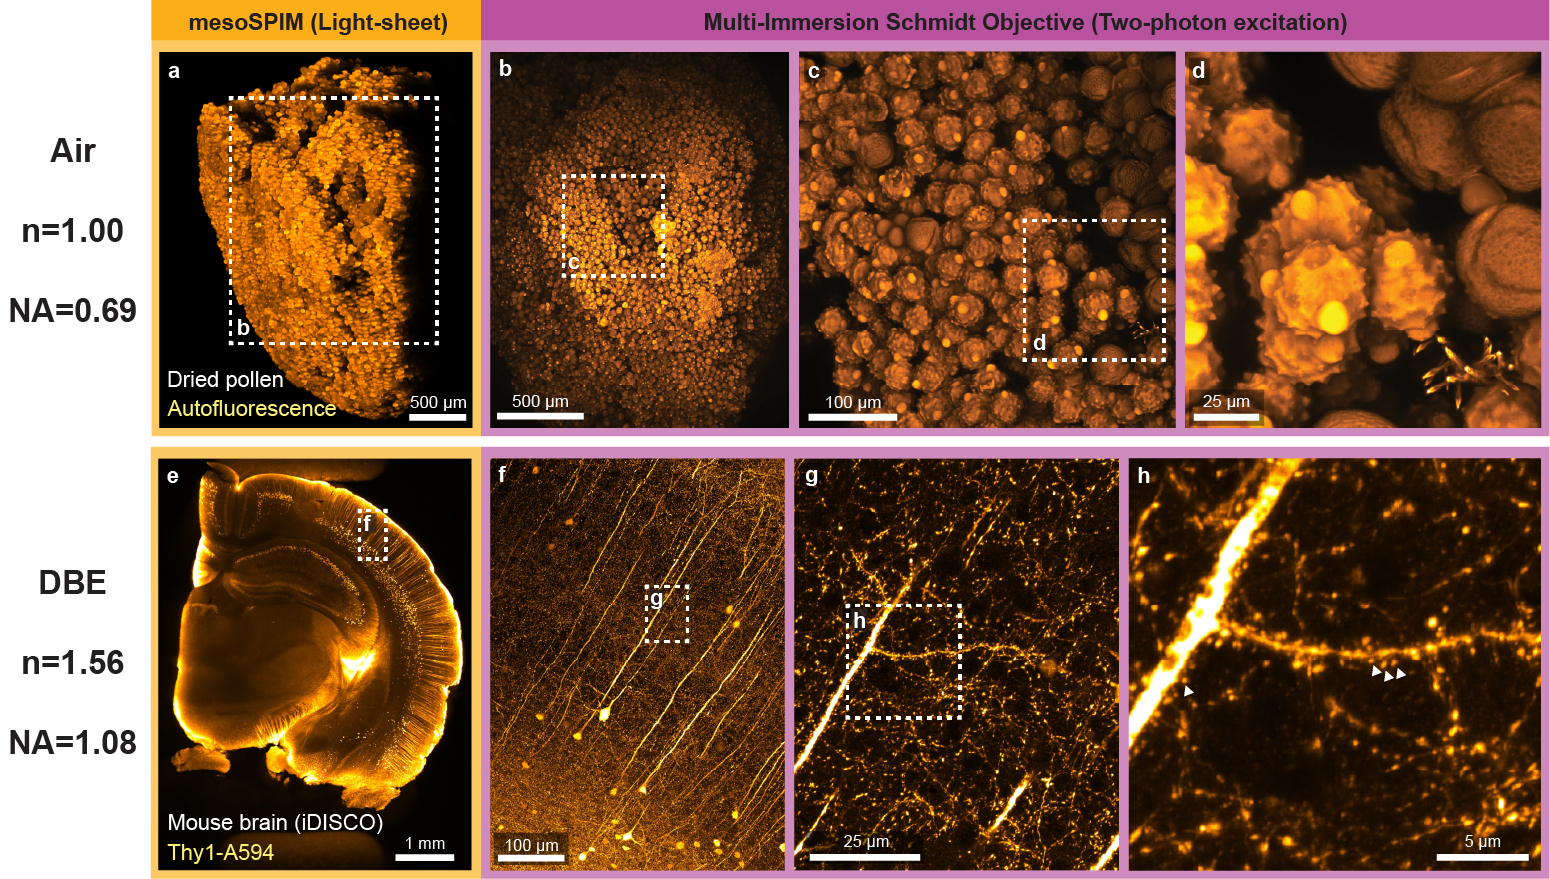 mesoSPIM (Light-sheet)
Multi-Immersion Schmidt Objective (Two-photon excitation)
Air
n=1.00
NA=0.69
a
b
Dried pollen
Autofluorescence
500 µm
b
c
500 µm
c
d
100 µm
d
25 µm
DBE
n=1.56
NA=1.08
e
f
Mouse brain (iDISCO)
Thy1-A594
1 mm
f
g
100 µm
g
h
25 µm
h
5 µm